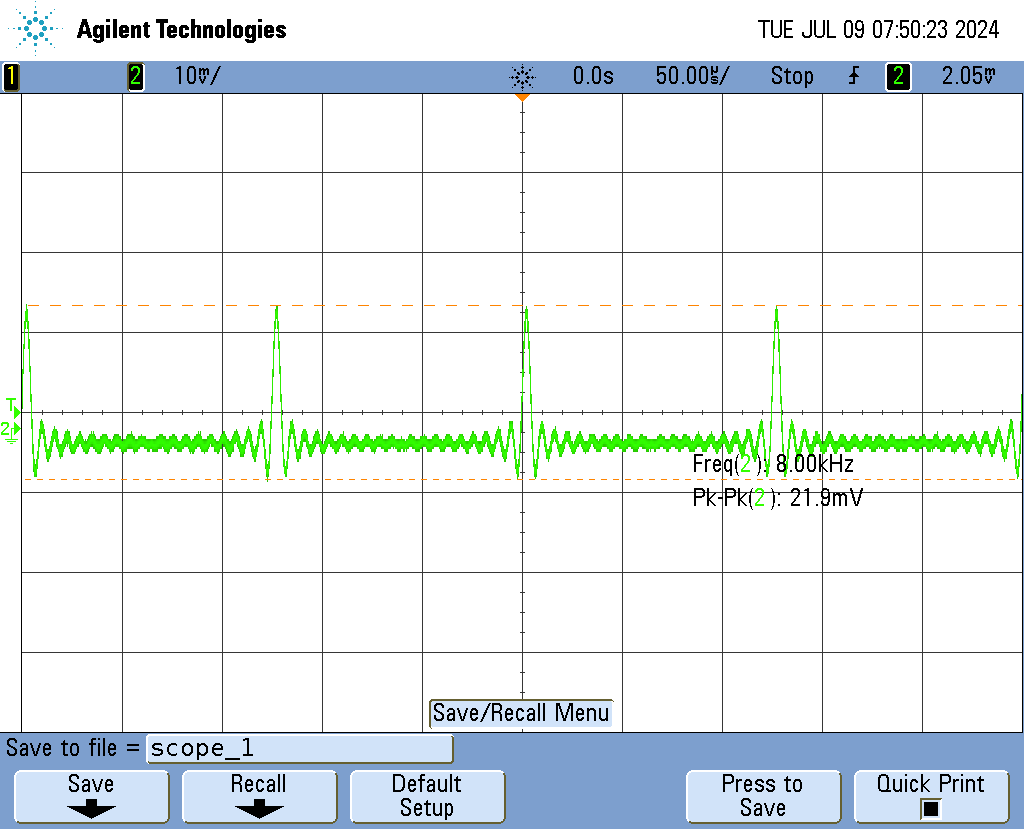 Agilent Technologies
TUE JUL 09 07:50:23 2024
1 2 10mV/ 0.0s 50.00µs/ Stop 2 2.05mV
T
2
Freq(2): 8.00kHz
Pk-Pk(2): 21.9mV
Save/Recall Menu
Save to file = scope_1
Save
Recall
Default
Setup
Press to
Save
Quick Print